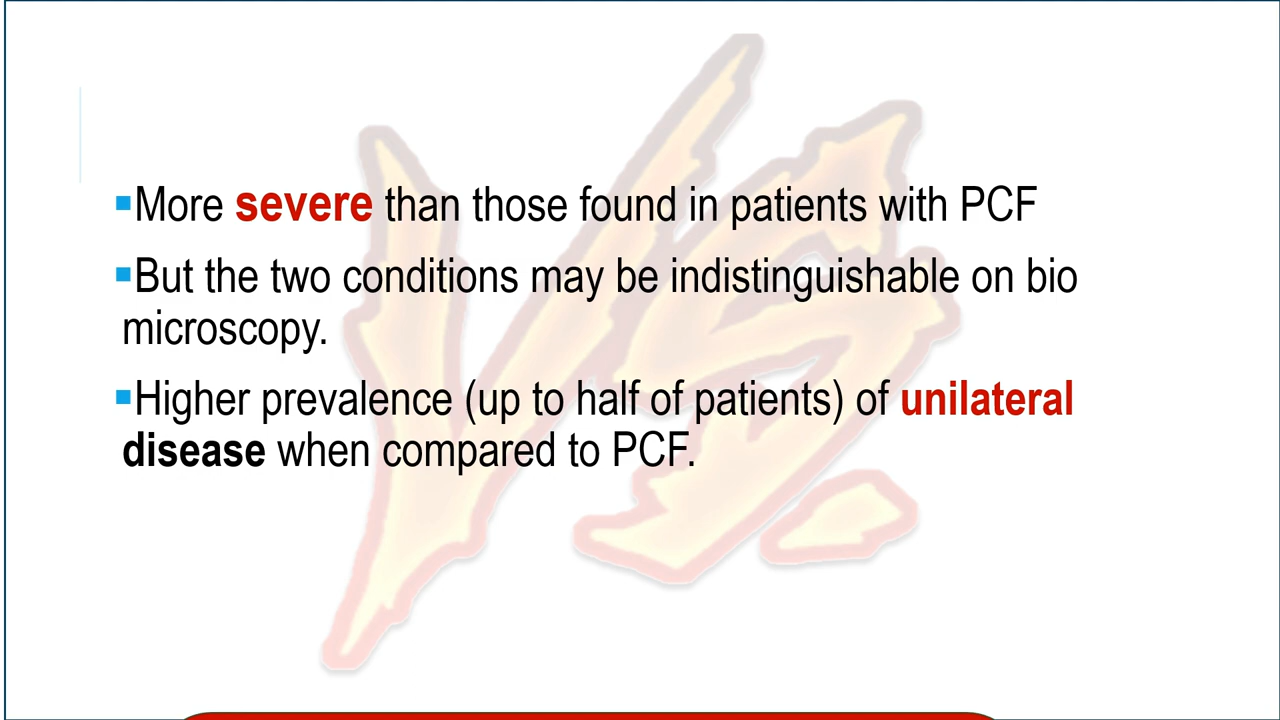 ▪More severe than those found in patients with PCF
▪But the two conditions may be indistinguishable on bio
microscopy.
▪Higher prevalence (up to half of patients) of unilateral
disease when compared to PCF.
VS.